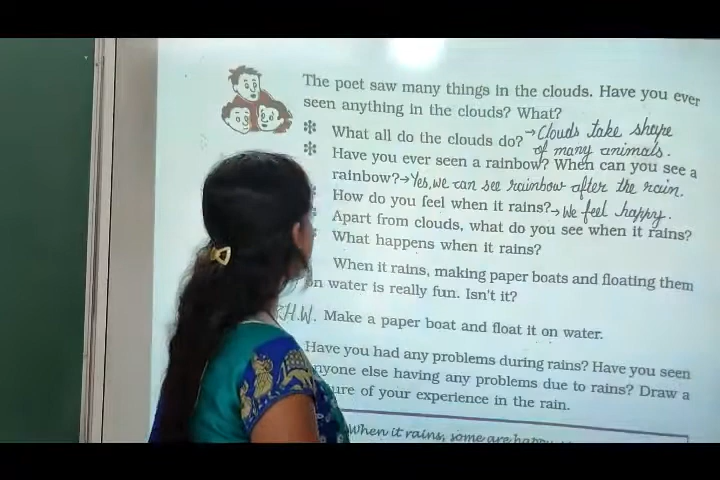 The poet saw many things in the clouds. Have you ever
seen anything in the clouds? What?
What all do the clouds do? → Clouds take shape
of many animals.
Have you ever seen a rainbow? When can you see a
rainbow? → Yes, we can see rainbow after the rain.
How do you feel when it rains? → We feel happy.
Apart from clouds, what do you see when it rains?
What happens when it rains?
When it rains, making paper boats and floating them
on water is really fun. Isn't it?
H.W. Make a paper boat and float it on water.
Have you had any problems during rains? Have you seen
anyone else having any problems due to rains? Draw a
of your experience in the rain.
When it rains, some are happy